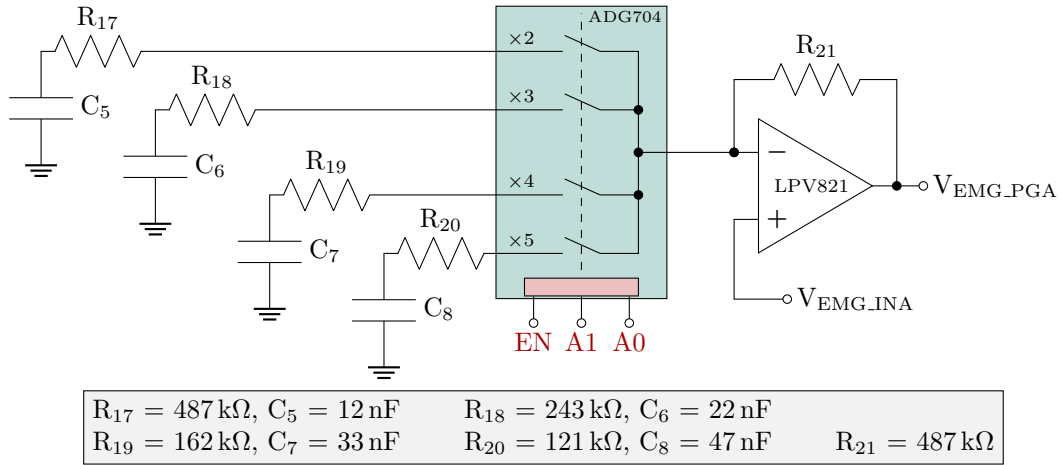 R17
ADG704
×2
C5
R18
×3
R21
C6
R19
×4
−
LPV821
VEMG_PGA
C7
R20
×5
+
C8
VEMG_INA
EN A1 A0
R17 = 487 kΩ, C5 = 12 nF R18 = 243 kΩ, C6 = 22 nF
R19 = 162 kΩ, C7 = 33 nF R20 = 121 kΩ, C8 = 47 nF R21 = 487 kΩ